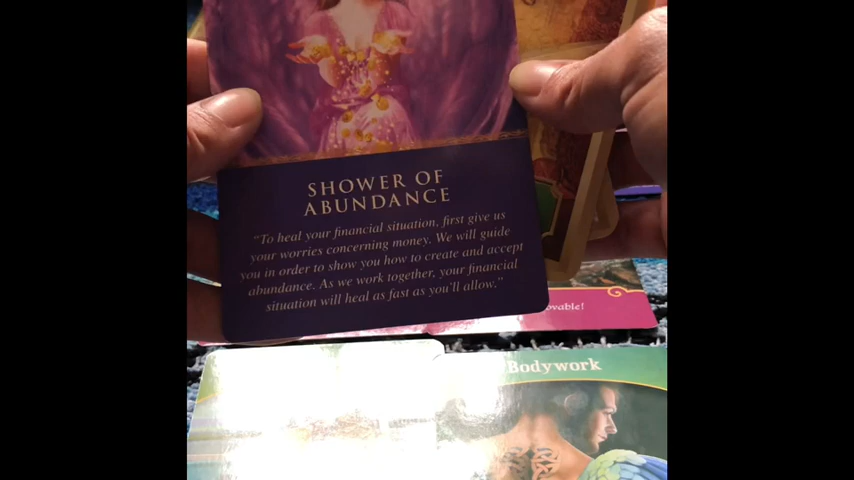 SHOWER OF
ABUNDANCE
"To heal your financial situation, first give us
your worries concerning money. We will guide
you in order to show you how to create and accept
abundance. As we work together, your financial
situation will heal as fast as you'll allow."
ovable!
Bodywork